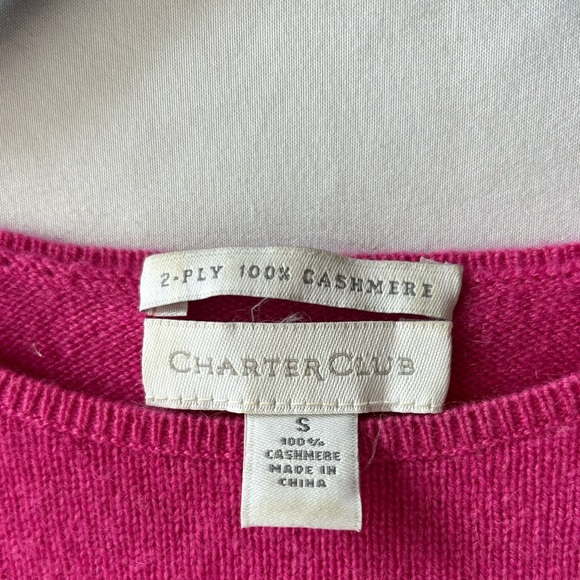 2-PLY 100% CASHMERE
CHARTER CLUB
S
100%
CASHMERE
MADE IN
CHINA